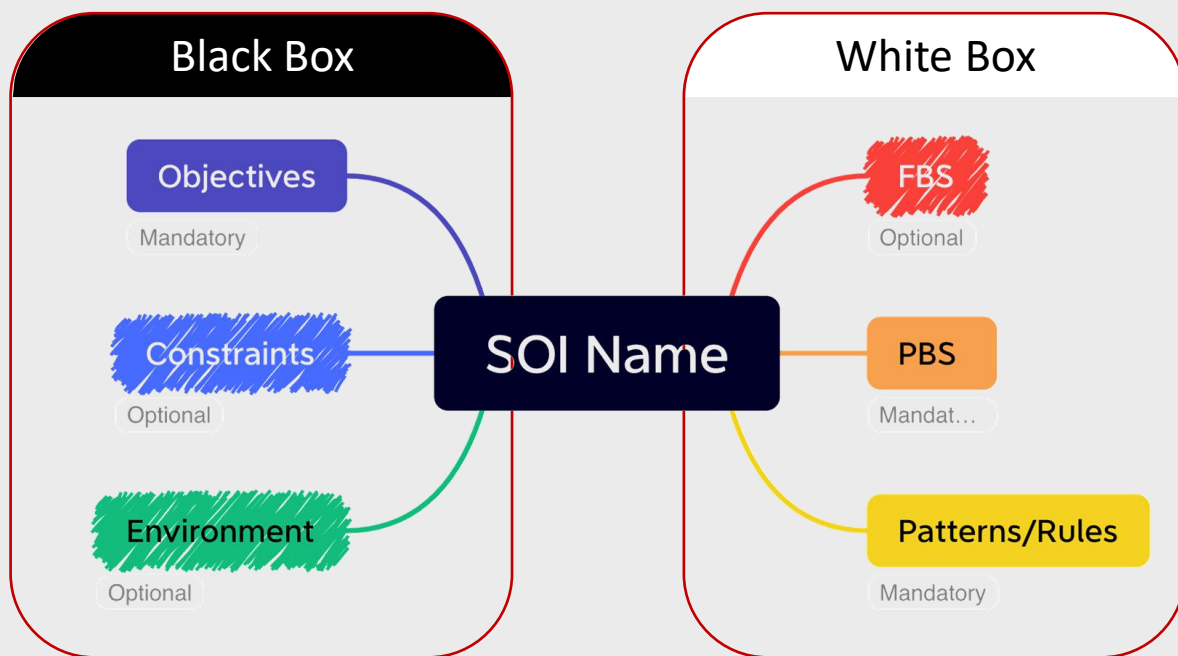 Black Box
Objectives
Mandatory
Constraints
Optional
Environment
Optional
SOI Name
White Box
FBS
Optional
PBS
Mandat...
Patterns/Rules
Mandatory